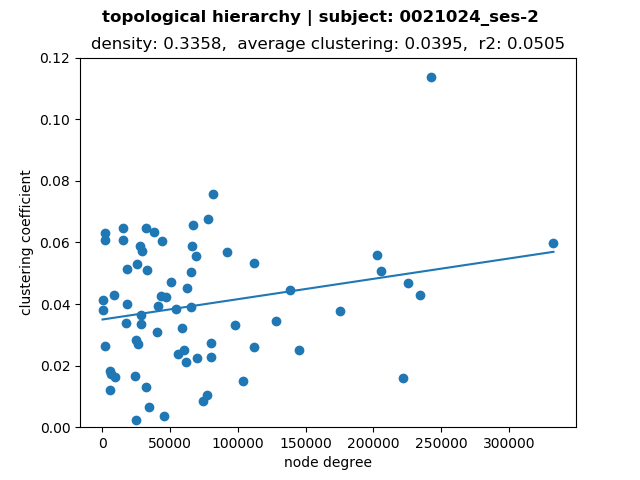 topological hierarchy | subject: 0021024_ses-2
density: 0.3358,  average clustering: 0.0395,  r2: 0.0505
0.12
0.10
0.08
0.06
0.04
0.02
0.00
clustering coefficient
0 50000 100000 150000 200000 250000 300000
node degree